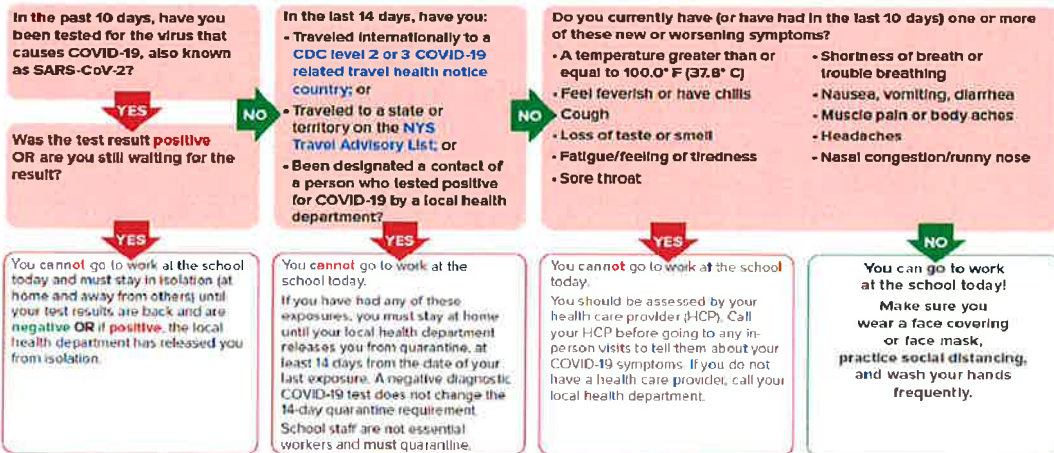 In the past 10 days, have you
been tested for the virus that
causes COVID-19, also known
as SARS-CoV-2?
YES
Was the test result positive
OR are you still waiting for the
result?
YES
You cannot go to work at the school
today and must stay in isolation (at
home and away from others) until
your test results are back and are
negative OR if positive, the local
health department has released you
from isolation.
NO
In the last 14 days, have you:
• Traveled internationally to a
CDC level 2 or 3 COVID-19
related travel health notice
country; or
• Traveled to a state or
territory on the NYS
Travel Advisory List; or
• Been designated a contact of
a person who tested positive
for COVID-19 by a local health
department?
YES
You cannot go to work at the
school today.
If you have had any of these
exposures, you must stay at home
until your local health department
releases you from quarantine, at
least 14 days from the date of your
last exposure. A negative diagnostic
COVID-19 test does not change the
14-day quarantine requirement.
School staff are not essential
workers and must quarantine.
NO
Do you currently have (or have had in the last 10 days) one or more
of these new or worsening symptoms?
• A temperature greater than or
equal to 100.0° F (37.8° C)
• Feel feverish or have chills
• Cough
• Loss of taste or smell
• Fatigue/feeling of tiredness
• Sore throat
• Shortness of breath or
trouble breathing
• Nausea, vomiting, diarrhea
• Muscle pain or body aches
• Headaches
• Nasal congestion/runny nose
YES
You cannot go to work at the school
today.
You should be assessed by your
health care provider (HCP). Call
your HCP before going to any in-
person visits to tell them about your
COVID-19 symptoms. If you do not
have a health care provider, call your
local health department.
NO
You can go to work
at the school today!
Make sure you
wear a face covering
or face mask,
practice social distancing,
and wash your hands
frequently.